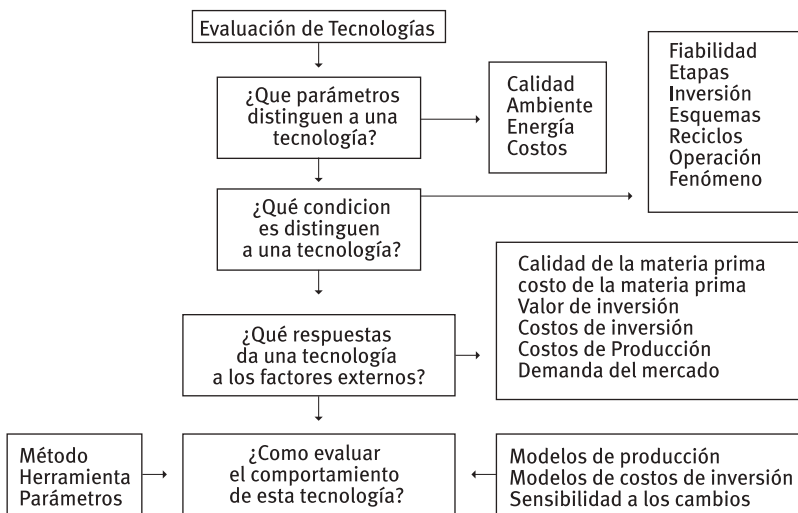 Evaluación de Tecnologías
¿Que parámetros
distinguen a una
tecnología?
Calidad
Ambiente
Energía
Costos
Fiabilidad
Etapas
Inversión
Esquemas
Reciclos
Operación
Fenómeno
¿Qué condicion
es distinguen
a una tecnología?
Calidad de la materia prima
costo de la materia prima
Valor de inversión
Costos de inversión
Costos de Producción
Demanda del mercado
¿Qué respuestas
da una tecnología
a los factores externos?
Método
Herramienta
Parámetros
¿Como evaluar
el comportamiento
de esta tecnología?
Modelos de producción
Modelos de costos de inversión
Sensibilidad a los cambios